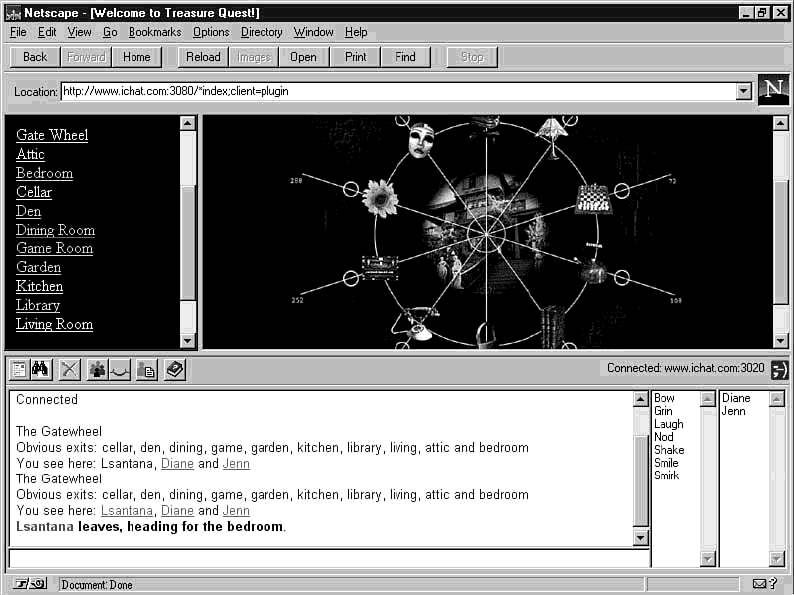 Netscape - [Welcome to Treasure Quest!]
File Edit View Go Bookmarks Options Directory Window Help
Back Forward Home Reload Images Open Print Find Stop
Location: http://www.ichat.com:3080/*index;client=plugin
N
Gate Wheel
Attic
Bedroom
Cellar
Den
Dining Room
Game Room
Garden
Kitchen
Library
Living Room
288
72
252
108
Connected: www.ichat.com:3020
Connected
The Gatewheel
Obvious exits: cellar, den, dining, game, garden, kitchen, library, living, attic and bedroom
You see here: Lsantana, Diane and Jenn
The Gatewheel
Obvious exits: cellar, den, dining, game, garden, kitchen, library, living, attic and bedroom
You see here: Lsantana, Diane and Jenn
Lsantana leaves, heading for the bedroom.
Bow
Grin
Laugh
Nod
Shake
Smile
Smirk
Diane
Jenn
Document: Done